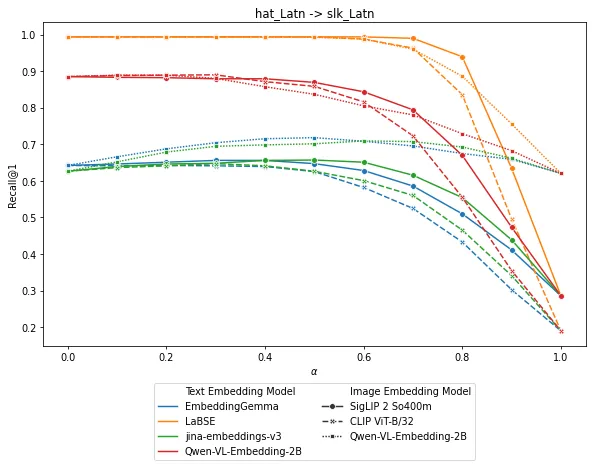 hat_Latn -> slk_Latn
Recall@1
1.0
0.9
0.8
0.7
0.6
0.5
0.4
0.3
0.2
0.0 0.2 0.4 0.6 0.8 1.0
α
Text Embedding Model
EmbeddingGemma
LaBSE
jina-embeddings-v3
Qwen-VL-Embedding-2B
Image Embedding Model
SigLIP 2 So400m
CLIP ViT-B/32
Qwen-VL-Embedding-2B